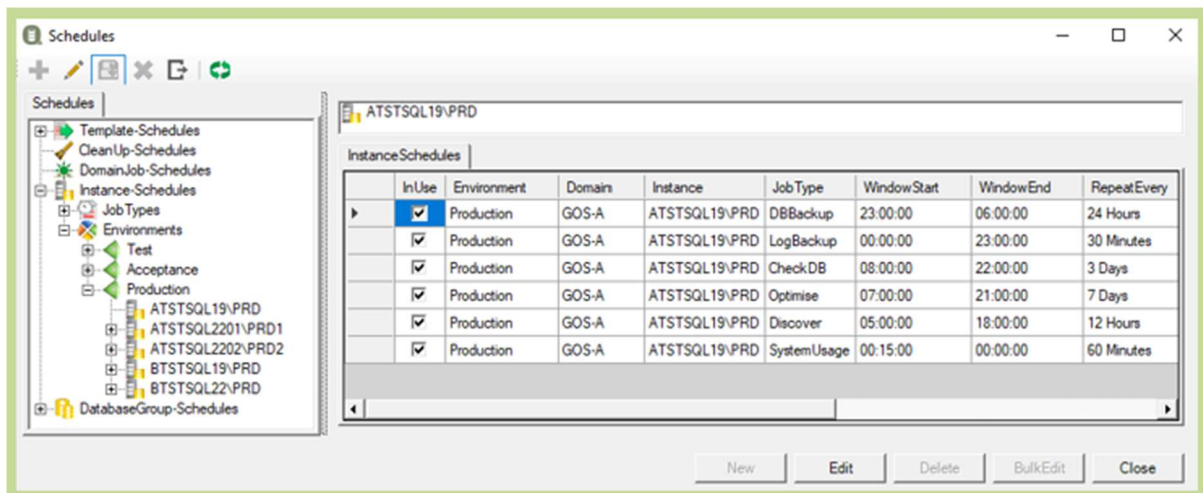 Schedules
Schedules
Template-Schedules
CleanUp-Schedules
DomainJob-Schedules
Instance-Schedules
JobTypes
Environments
Test
Acceptance
Production
ATSTSQL19\PRD
ATSTSQL2201\PRD1
ATSTSQL2202\PRD2
BTSTSQL19\PRD
BTSTSQL22\PRD
DatabaseGroup-Schedules
ATSTSQL19\PRD
InstanceSchedules
InUse Environment Domain Instance JobType WindowStart WindowEnd RepeatEvery
Production GOS-A ATSTSQL19\PRD DBBackup 23:00:00 06:00:00 24 Hours
Production GOS-A ATSTSQL19\PRD LogBackup 00:00:00 23:00:00 30 Minutes
Production GOS-A ATSTSQL19\PRD CheckDB 08:00:00 22:00:00 3 Days
Production GOS-A ATSTSQL19\PRD Optimise 07:00:00 21:00:00 7 Days
Production GOS-A ATSTSQL19\PRD Discover 05:00:00 18:00:00 12 Hours
Production GOS-A ATSTSQL19\PRD SystemUsage 00:15:00 00:00:00 60 Minutes
New Edit Delete BulkEdit Close